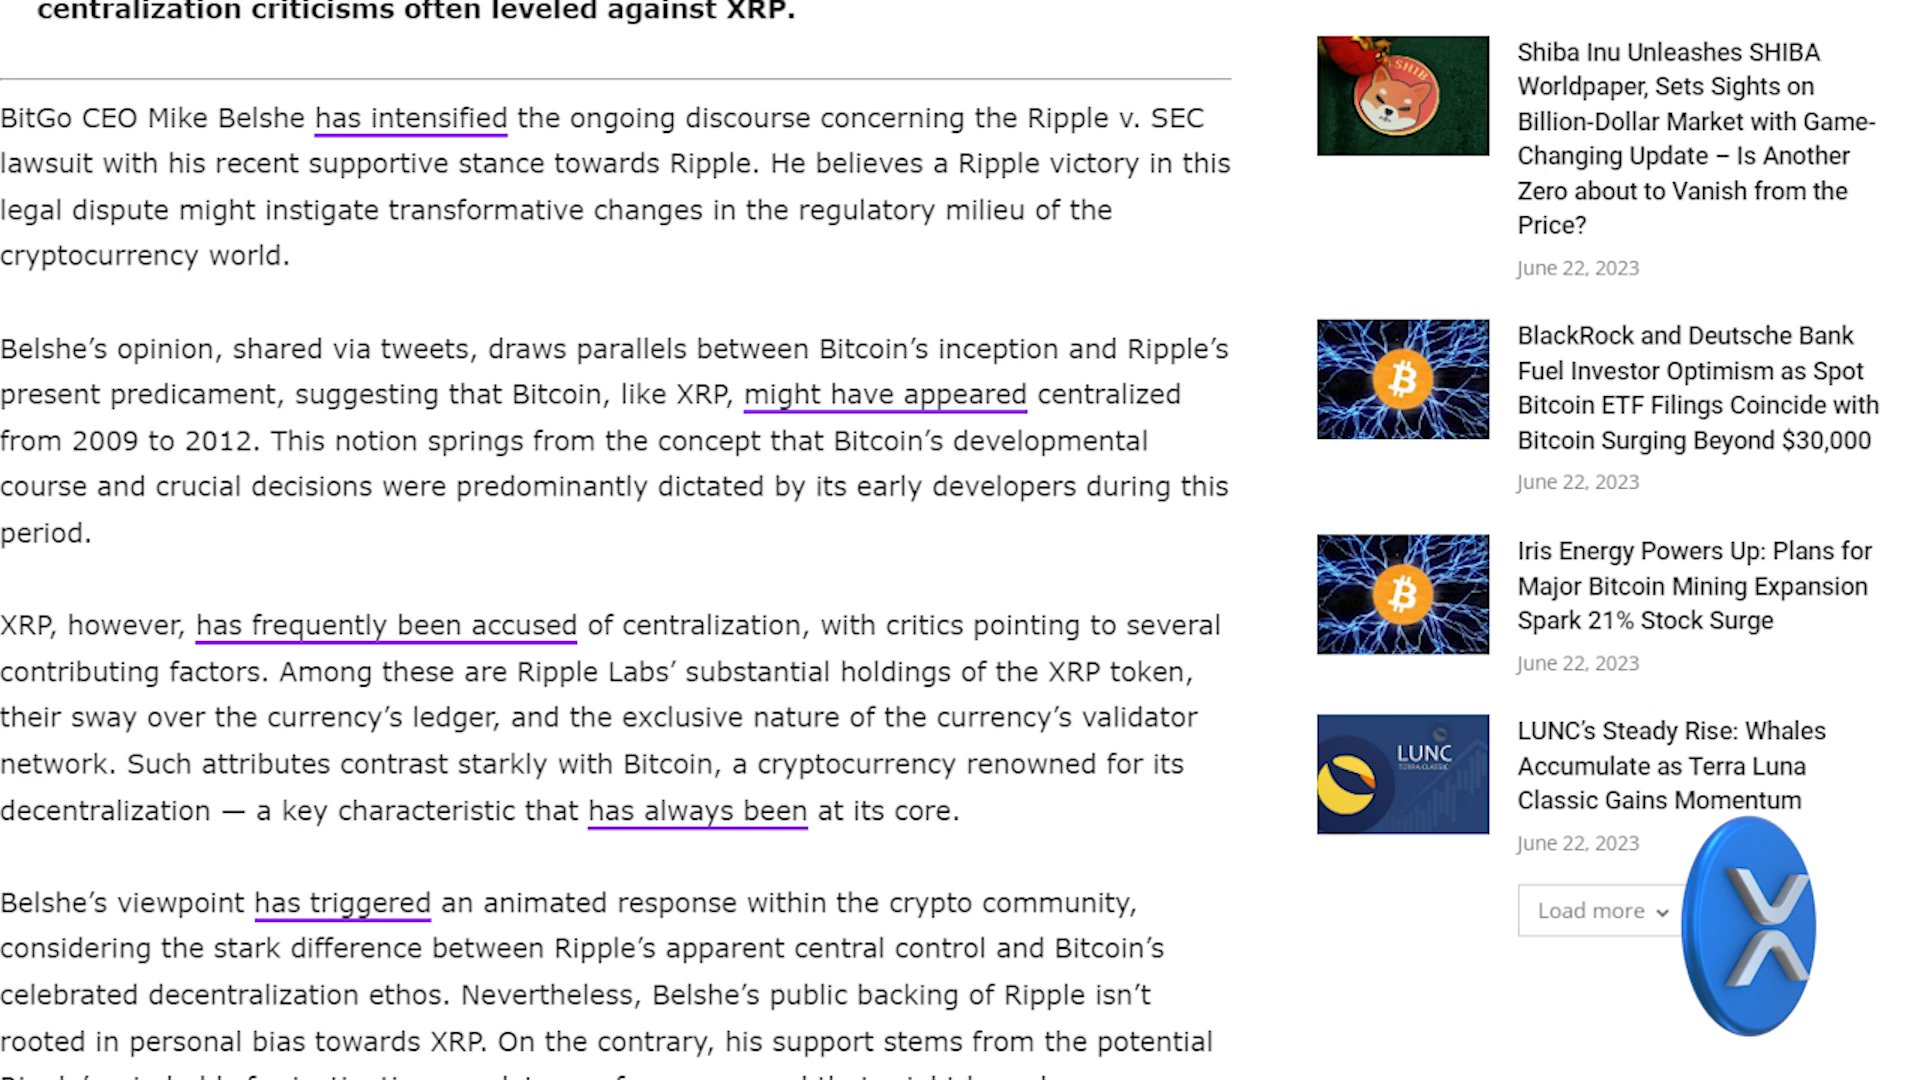 centralization criticisms often leveled against XRP.
BitGo CEO Mike Belshe has intensified the ongoing discourse concerning the Ripple v. SEC
lawsuit with his recent supportive stance towards Ripple. He believes a Ripple victory in this
legal dispute might instigate transformative changes in the regulatory milieu of the
cryptocurrency world.
Belshe’s opinion, shared via tweets, draws parallels between Bitcoin’s inception and Ripple’s
present predicament, suggesting that Bitcoin, like XRP, might have appeared centralized
from 2009 to 2012. This notion springs from the concept that Bitcoin’s developmental
course and crucial decisions were predominantly dictated by its early developers during this
period.
XRP, however, has frequently been accused of centralization, with critics pointing to several
contributing factors. Among these are Ripple Labs’ substantial holdings of the XRP token,
their sway over the currency’s ledger, and the exclusive nature of the currency’s validator
network. Such attributes contrast starkly with Bitcoin, a cryptocurrency renowned for its
decentralization — a key characteristic that has always been at its core.
Belshe’s viewpoint has triggered an animated response within the crypto community,
considering the stark difference between Ripple’s apparent central control and Bitcoin’s
celebrated decentralization ethos. Nevertheless, Belshe’s public backing of Ripple isn’t
rooted in personal bias towards XRP. On the contrary, his support stems from the potential
SHIB
Shiba Inu Unleashes SHIBA
Worldpaper, Sets Sights on
Billion-Dollar Market with Game-
Changing Update – Is Another
Zero about to Vanish from the
Price?
June 22, 2023
BlackRock and Deutsche Bank
Fuel Investor Optimism as Spot
Bitcoin ETF Filings Coincide with
Bitcoin Surging Beyond $30,000
June 22, 2023
Iris Energy Powers Up: Plans for
Major Bitcoin Mining Expansion
Spark 21% Stock Surge
June 22, 2023
LUNC
TERRA CLASSIC
LUNC’s Steady Rise: Whales
Accumulate as Terra Luna
Classic Gains Momentum
June 22, 2023
Load more